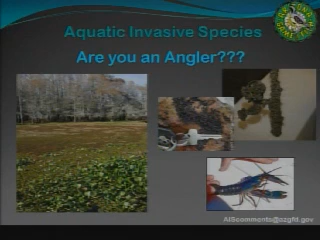 Aquatic Invasive Species
Are you an Angler???
AIScomments@azgfd.gov